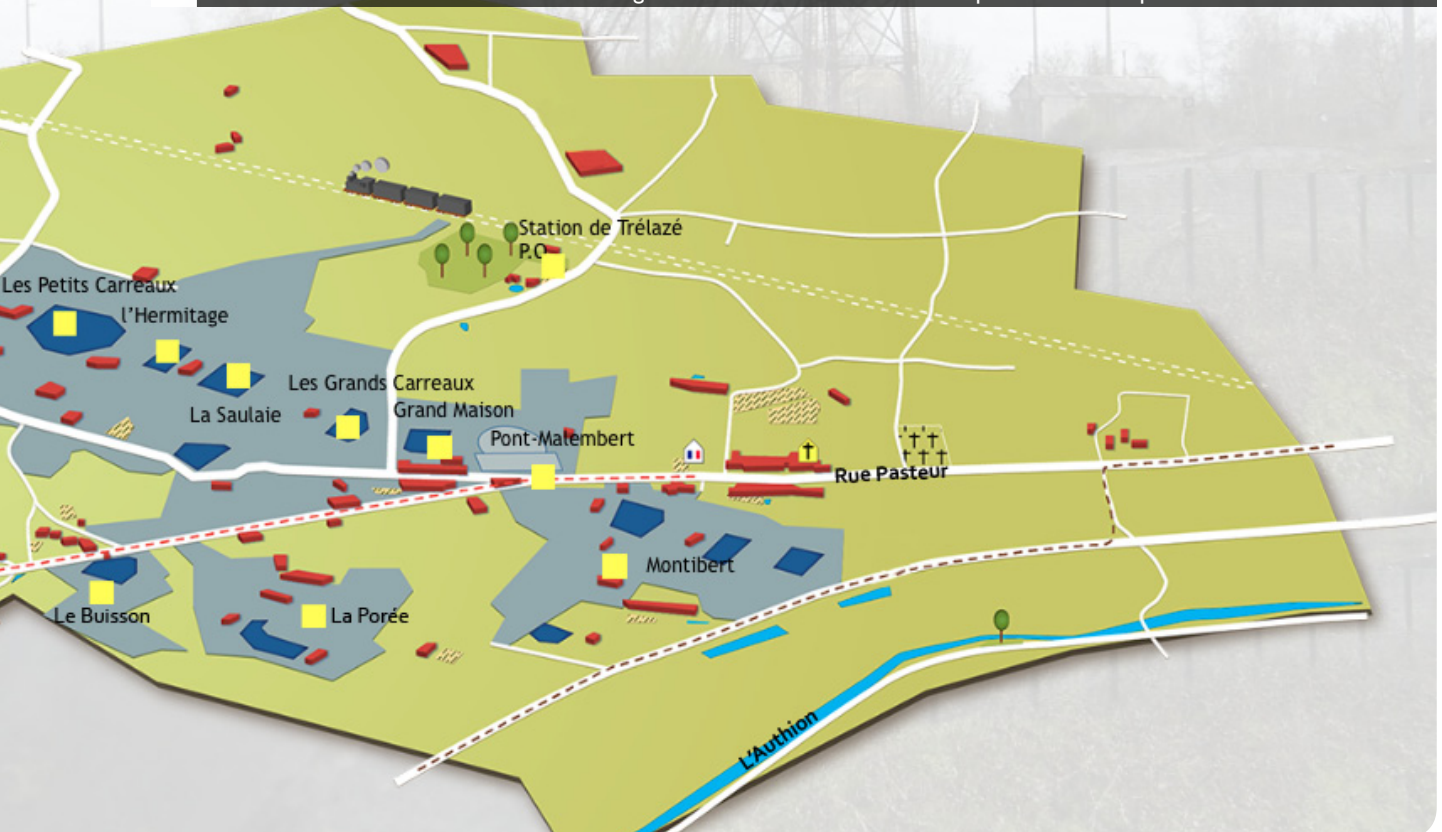 Station de Trélazé
P.O
Les Petits Carreaux
l'Hermitage
Les Grands Carreaux
La Saulaie
Grand Maison
Pont-Malembert
Rue Pasteur
Montibert
Le Buisson
La Porée
L'Authion